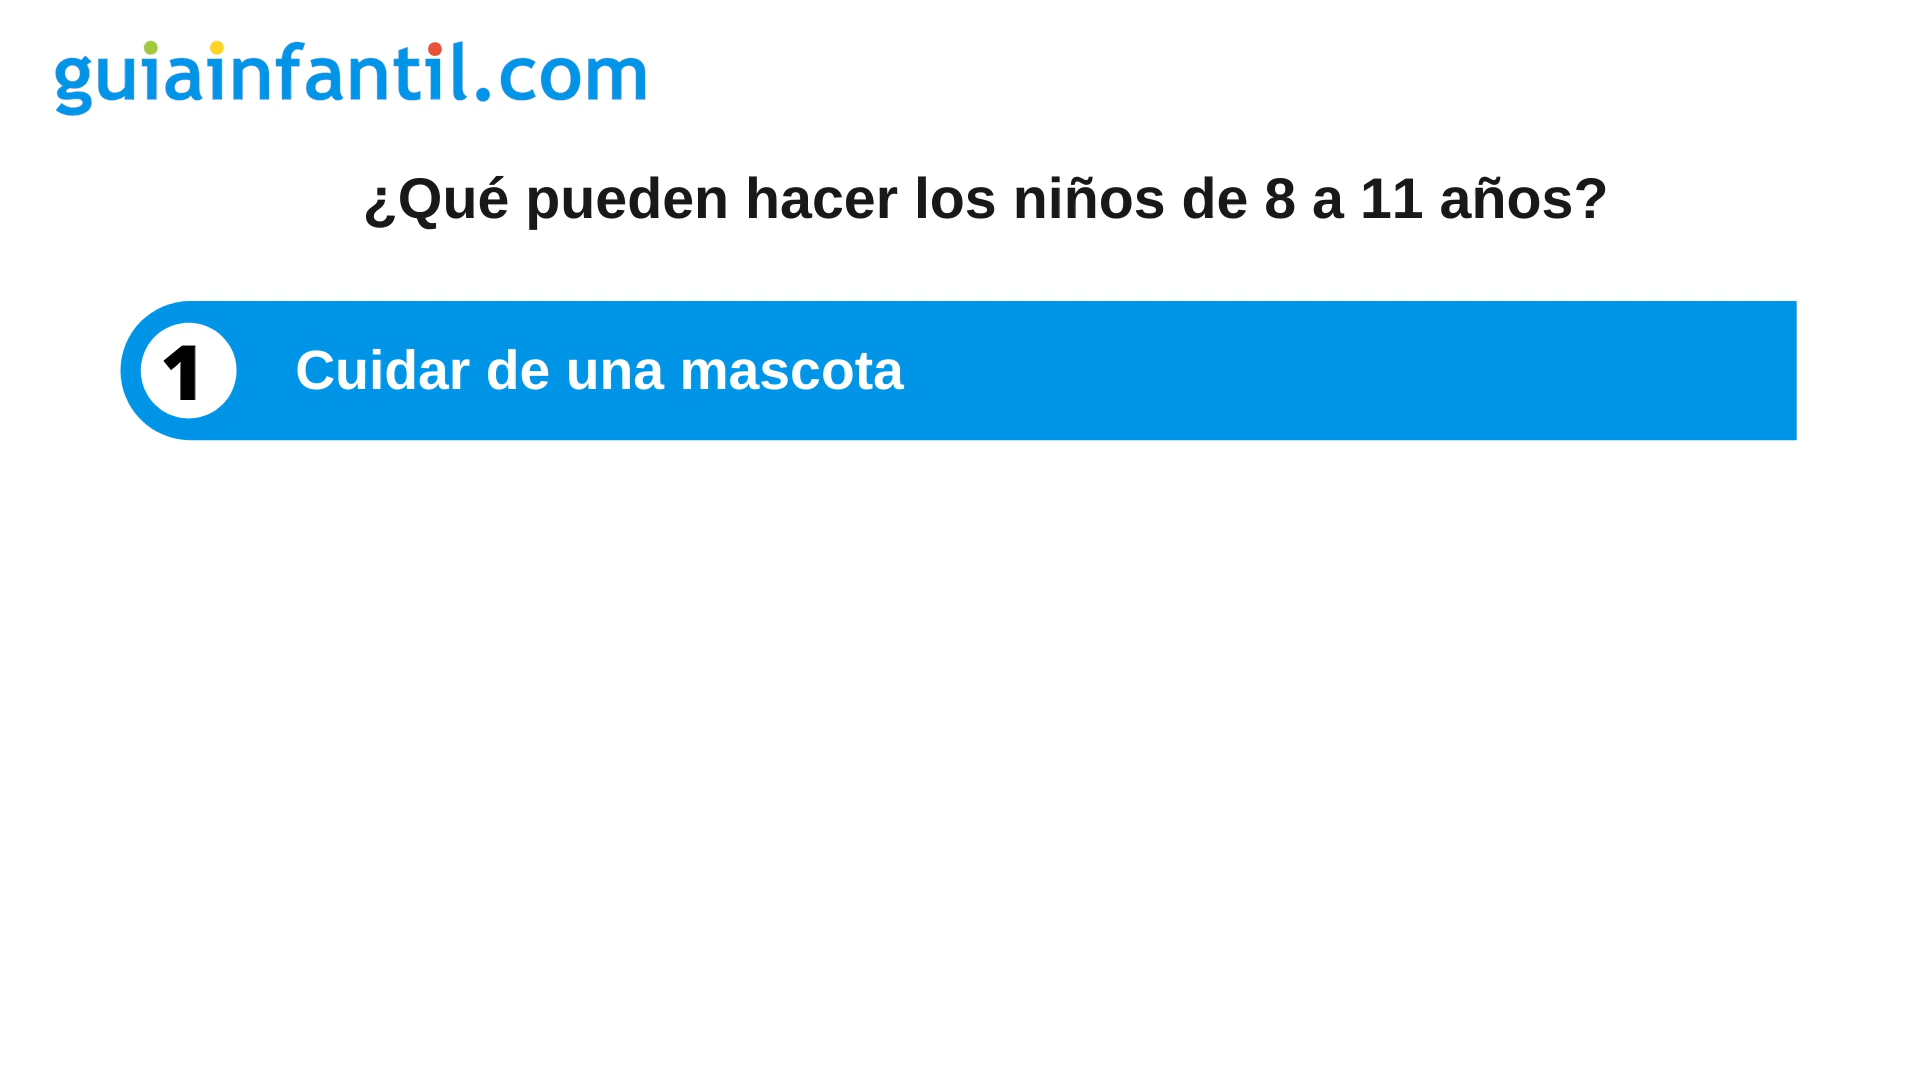 guiainfantil.com
¿Qué pueden hacer los niños de 8 a 11 años?
1 Cuidar de una mascota